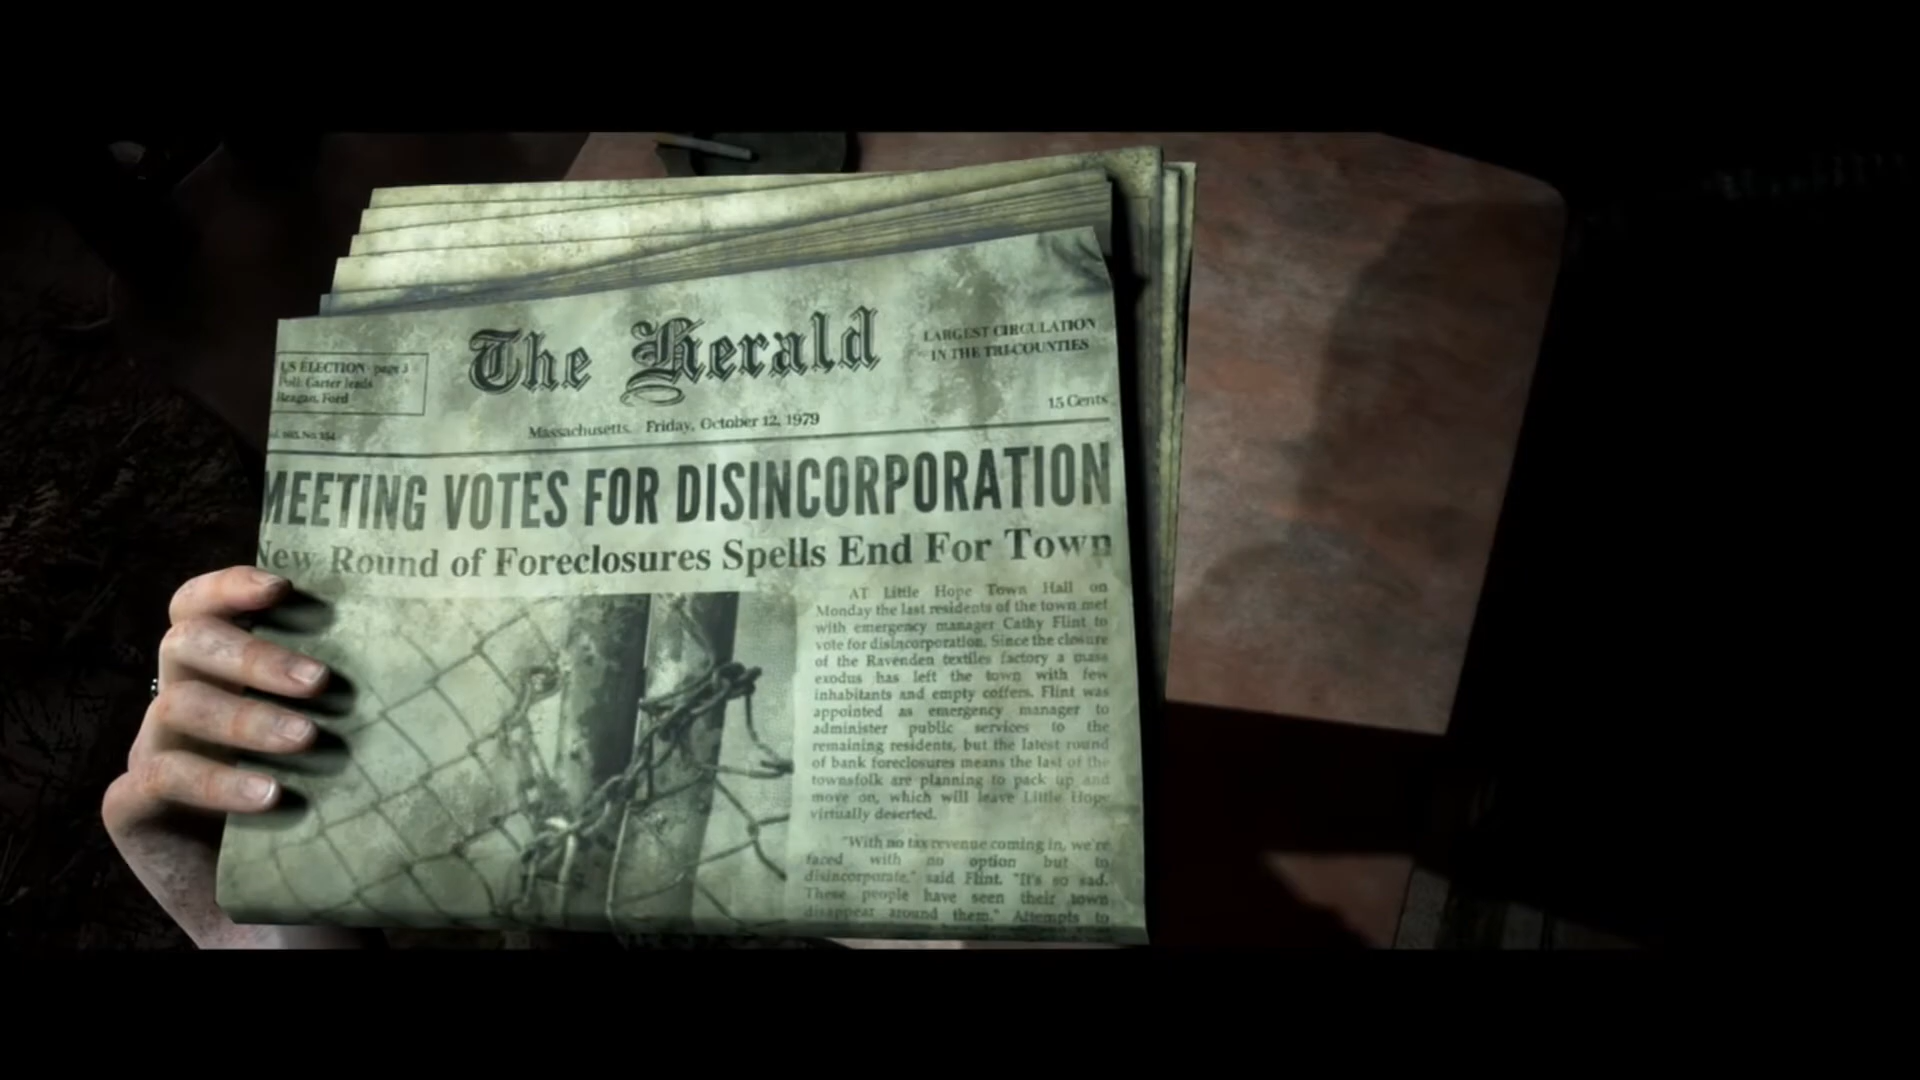 US ELECTION page 3
Poll: Carter leads
Reagan, Ford
The Herald
LARGEST CIRCULATION
IN THE TRI-COUNTIES
15 Cents
Massachusetts. Friday, October 12, 1979
MEETING VOTES FOR DISINCORPORATION
New Round of Foreclosures Spells End For Town
AT Little Hope Town Hall on
Monday the last residents of the town met
with emergency manager Cathy Flint to
vote for disincorporation. Since the closure
of the Ravenden textiles factory a mass
exodus has left the town with few
inhabitants and empty coffers. Flint was
appointed as emergency manager to
administer public services to the
remaining residents, but the latest round
of bank foreclosures means the last of the
townsfolk are planning to pack up and
move on, which will leave Little Hope
virtually deserted.
"With no tax revenue coming in, we're
faced with no option but to
disincorporate," said Flint. "It's so sad.
These people have seen their town
disappear around them." Attempts to